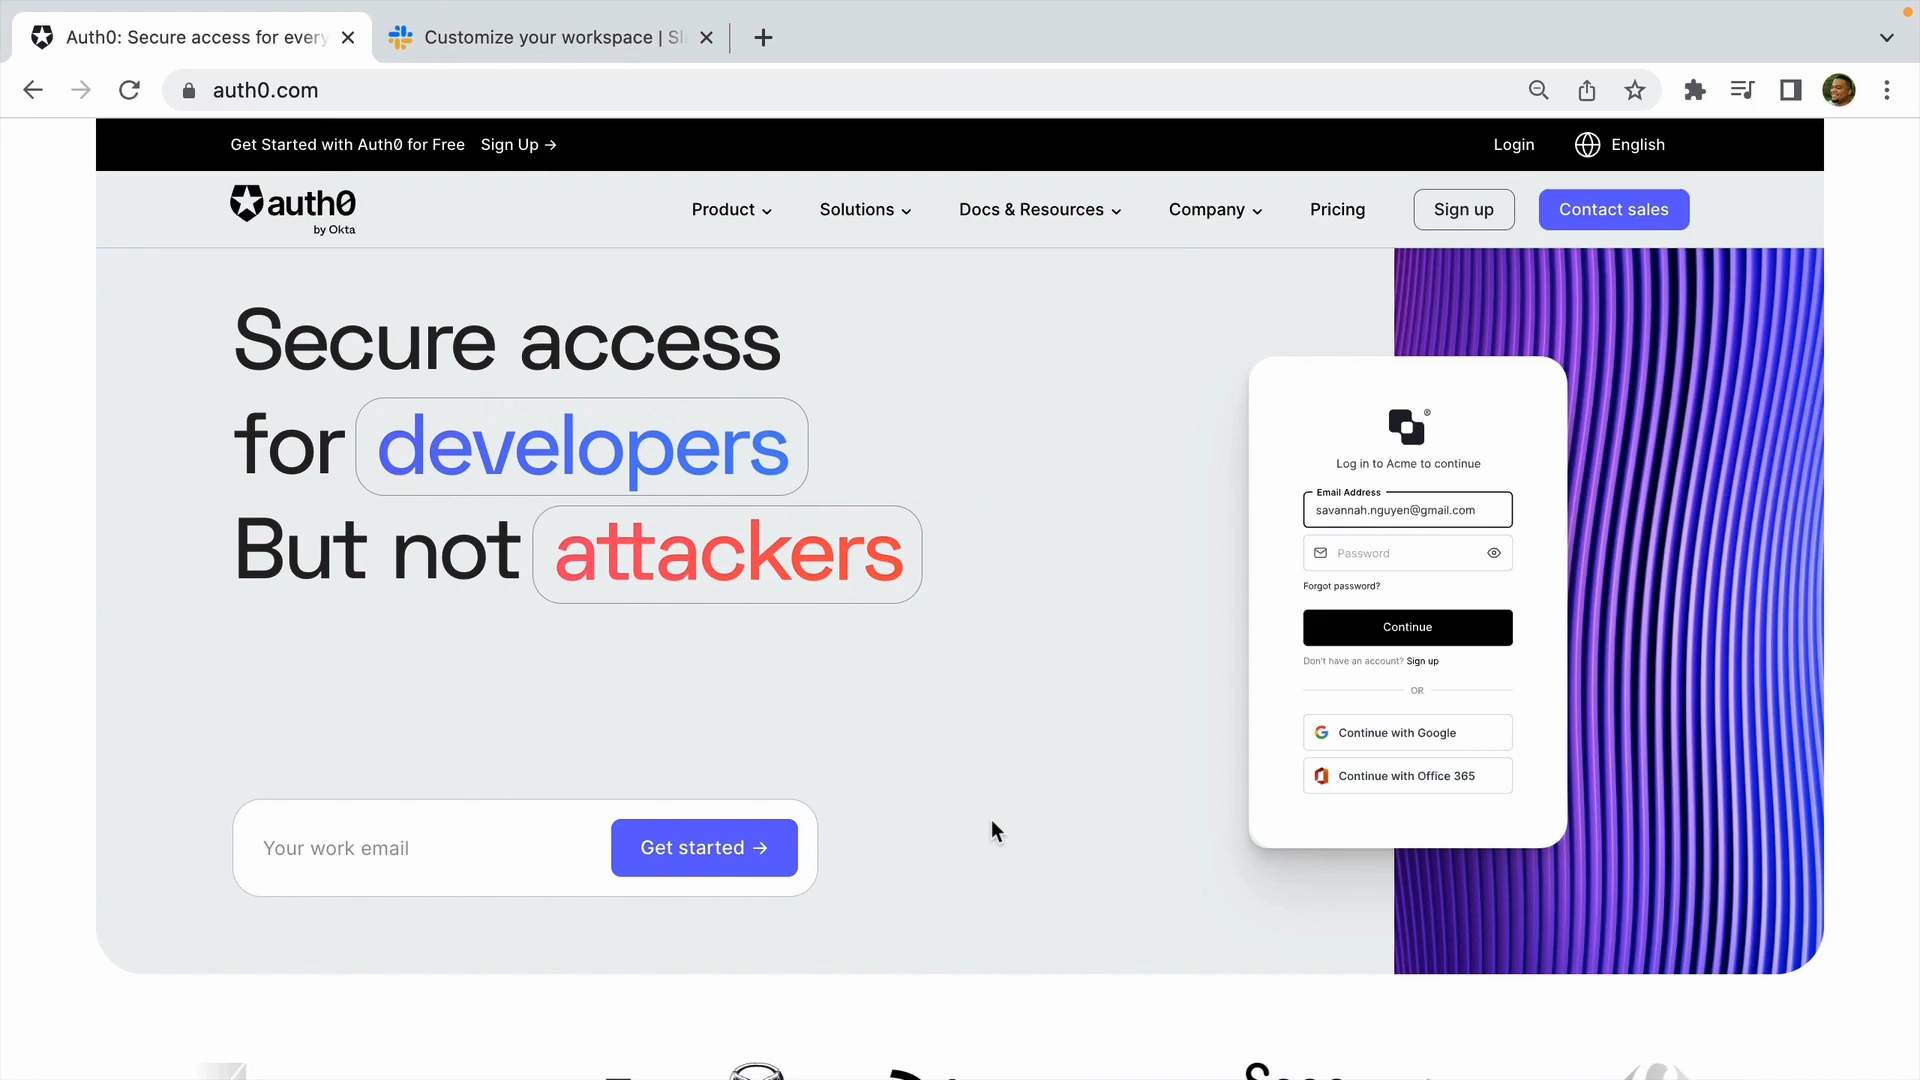 Auth0: Secure access for every
Customize your workspace | Sl
auth0.com
Get Started with Auth0 for Free Sign Up →
Login
English
auth0
by Okta
Product
Solutions
Docs & Resources
Company
Pricing
Sign up
Contact sales
Secure access
for developers
But not attackers
Your work email
Get started →
Log in to Acme to continue
Email Address
savannah.nguyen@gmail.com
Password
Forgot password?
Continue
Don't have an account? Sign up
OR
Continue with Google
Continue with Office 365